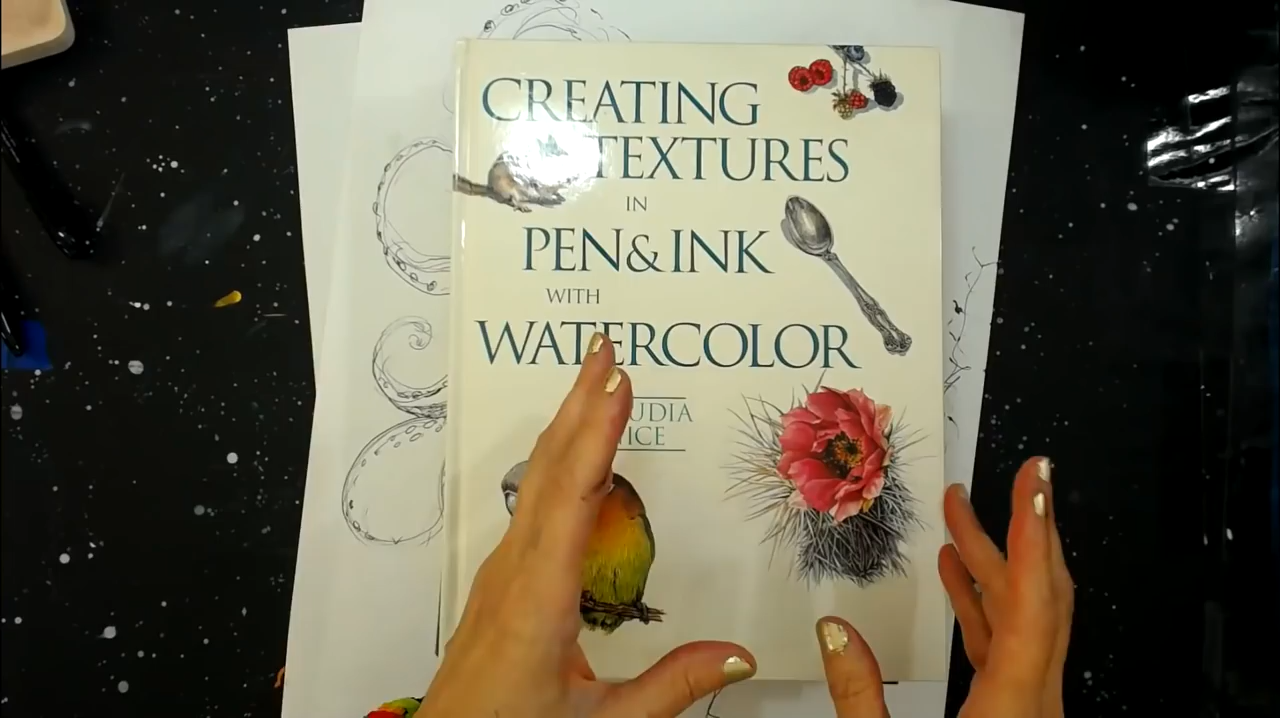 CREATING
TEXTURES
IN
PEN & INK
WITH
WATERCOLOR